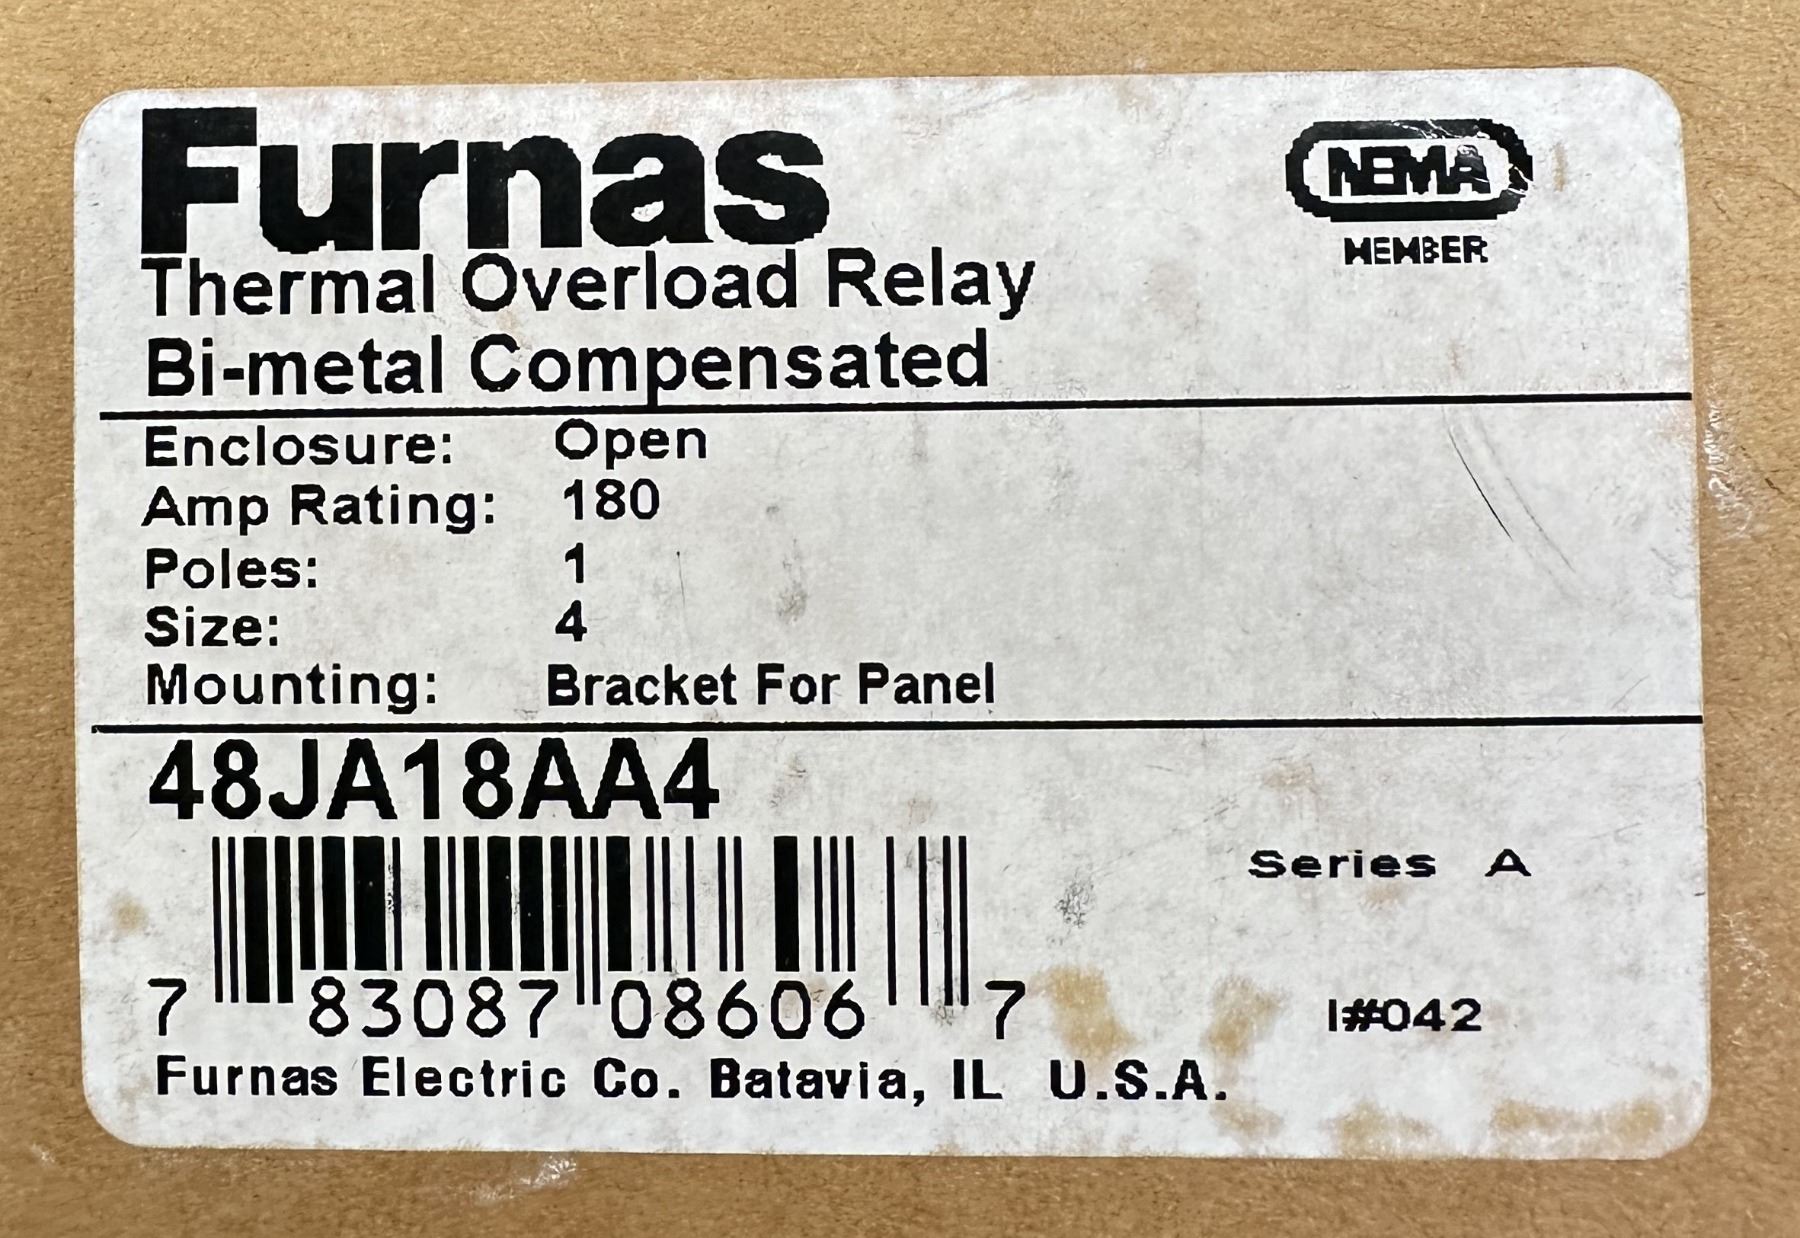 Furnas
NEMA
MEMBER
Thermal Overload Relay
Bi-metal Compensated
Enclosure: Open
Amp Rating: 180
Poles: 1
Size: 4
Mounting: Bracket For Panel
48JA18AA4
Series A
7 83087 08606 7
I#042
Furnas Electric Co. Batavia, IL U.S.A.